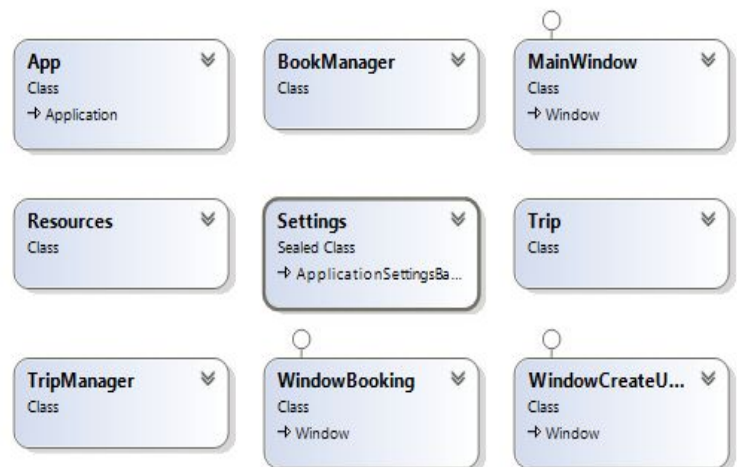 App
Class
Application
BookManager
Class
MainWindow
Class
Window
Resources
Class
Settings
Sealed Class
ApplicationSettingsBa...
Trip
Class
TripManager
Class
WindowBooking
Class
Window
WindowCreateU...
Class
Window